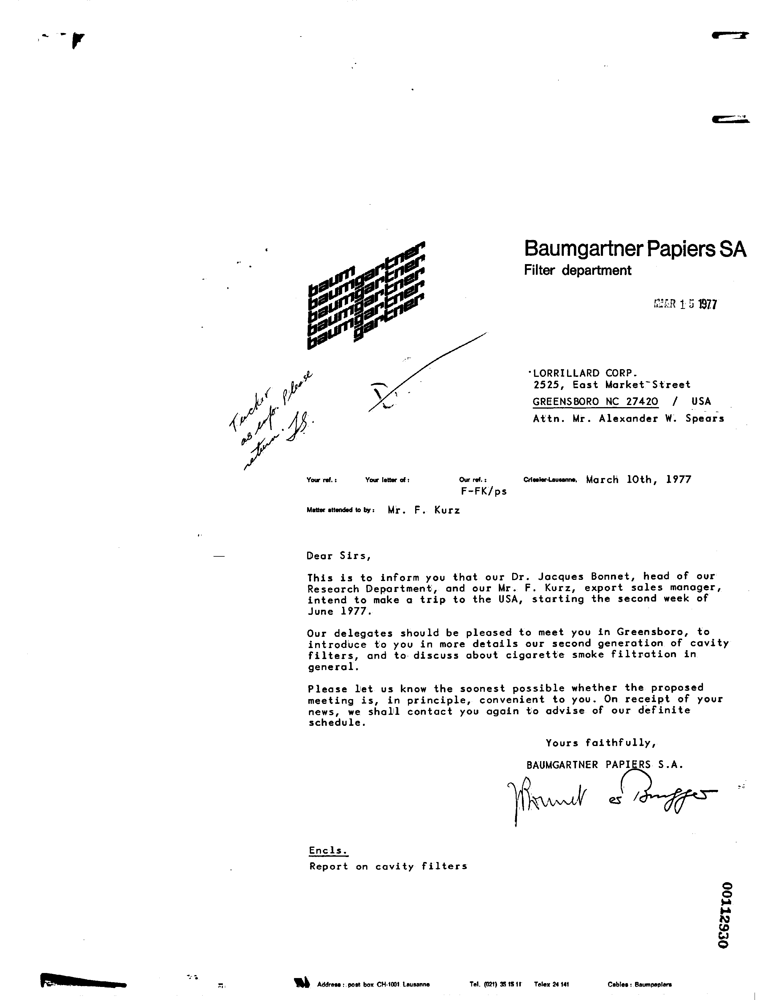 Baumgartner Papiers SA
Filter department
MAR 15 1977
baum
baumgartner
baumgartner
baumgartner
baumgartner
gartner
LORRILLARD CORP.
2525, East Market Street
GREENSBORO NC 27420 / USA
Attn. Mr. Alexander W. Spears
Tucker
as info. Please
return.
Your ref. :
Your letter of :
Our ref. :
Crissier-Lausanne, March 10th, 1977
F-FK/ps
Matter attended to by : Mr. F. Kurz
Dear Sirs,
This is to inform you that our Dr. Jacques Bonnet, head of our
Research Department, and our Mr. F. Kurz, export sales manager,
intend to make a trip to the USA, starting the second week of
June 1977.
Our delegates should be pleased to meet you in Greensboro, to
introduce to you in more details our second generation of cavity
filters, and to discuss about cigarette smoke filtration in
general.
Please let us know the soonest possible whether the proposed
meeting is, in principle, convenient to you. On receipt of your
news, we shall contact you again to advise of our definite
schedule.
Yours faithfully,
BAUMGARTNER PAPIERS S.A.
Encls.
Report on cavity filters
00112930
Address : post box CH-1001 Lausanne
Tel. (021) 35 15 11
Telex 24 141
Cables : Baumpapiers